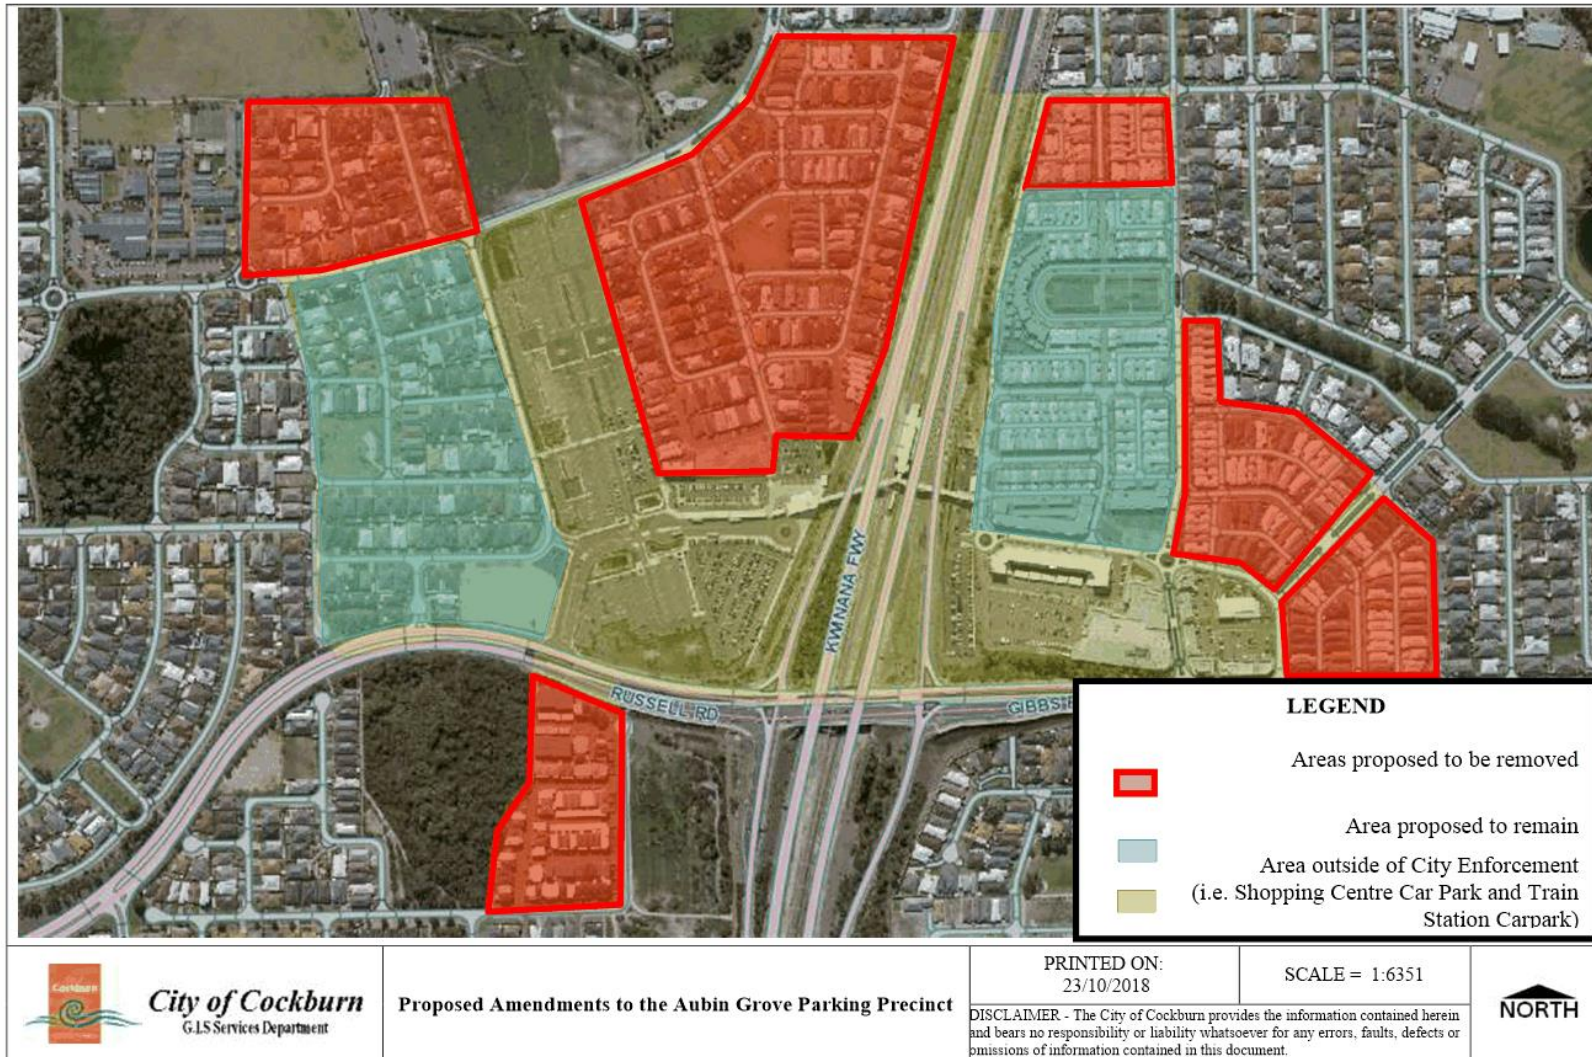 KWINANA FWY
RUSSELL RD
GIBBS
LEGEND
Areas proposed to be removed
Area proposed to remain
Area outside of City Enforcement
(i.e. Shopping Centre Car Park and Train
Station Carpark)
Cockburn
City of Cockburn
G.I.S Services Department
Proposed Amendments to the Aubin Grove Parking Precinct
PRINTED ON:
23/10/2018
SCALE = 1:6351
DISCLAIMER - The City of Cockburn provides the information contained herein
and bears no responsibility or liability whatsoever for any errors, faults, defects or
omissions of information contained in this document.
NORTH